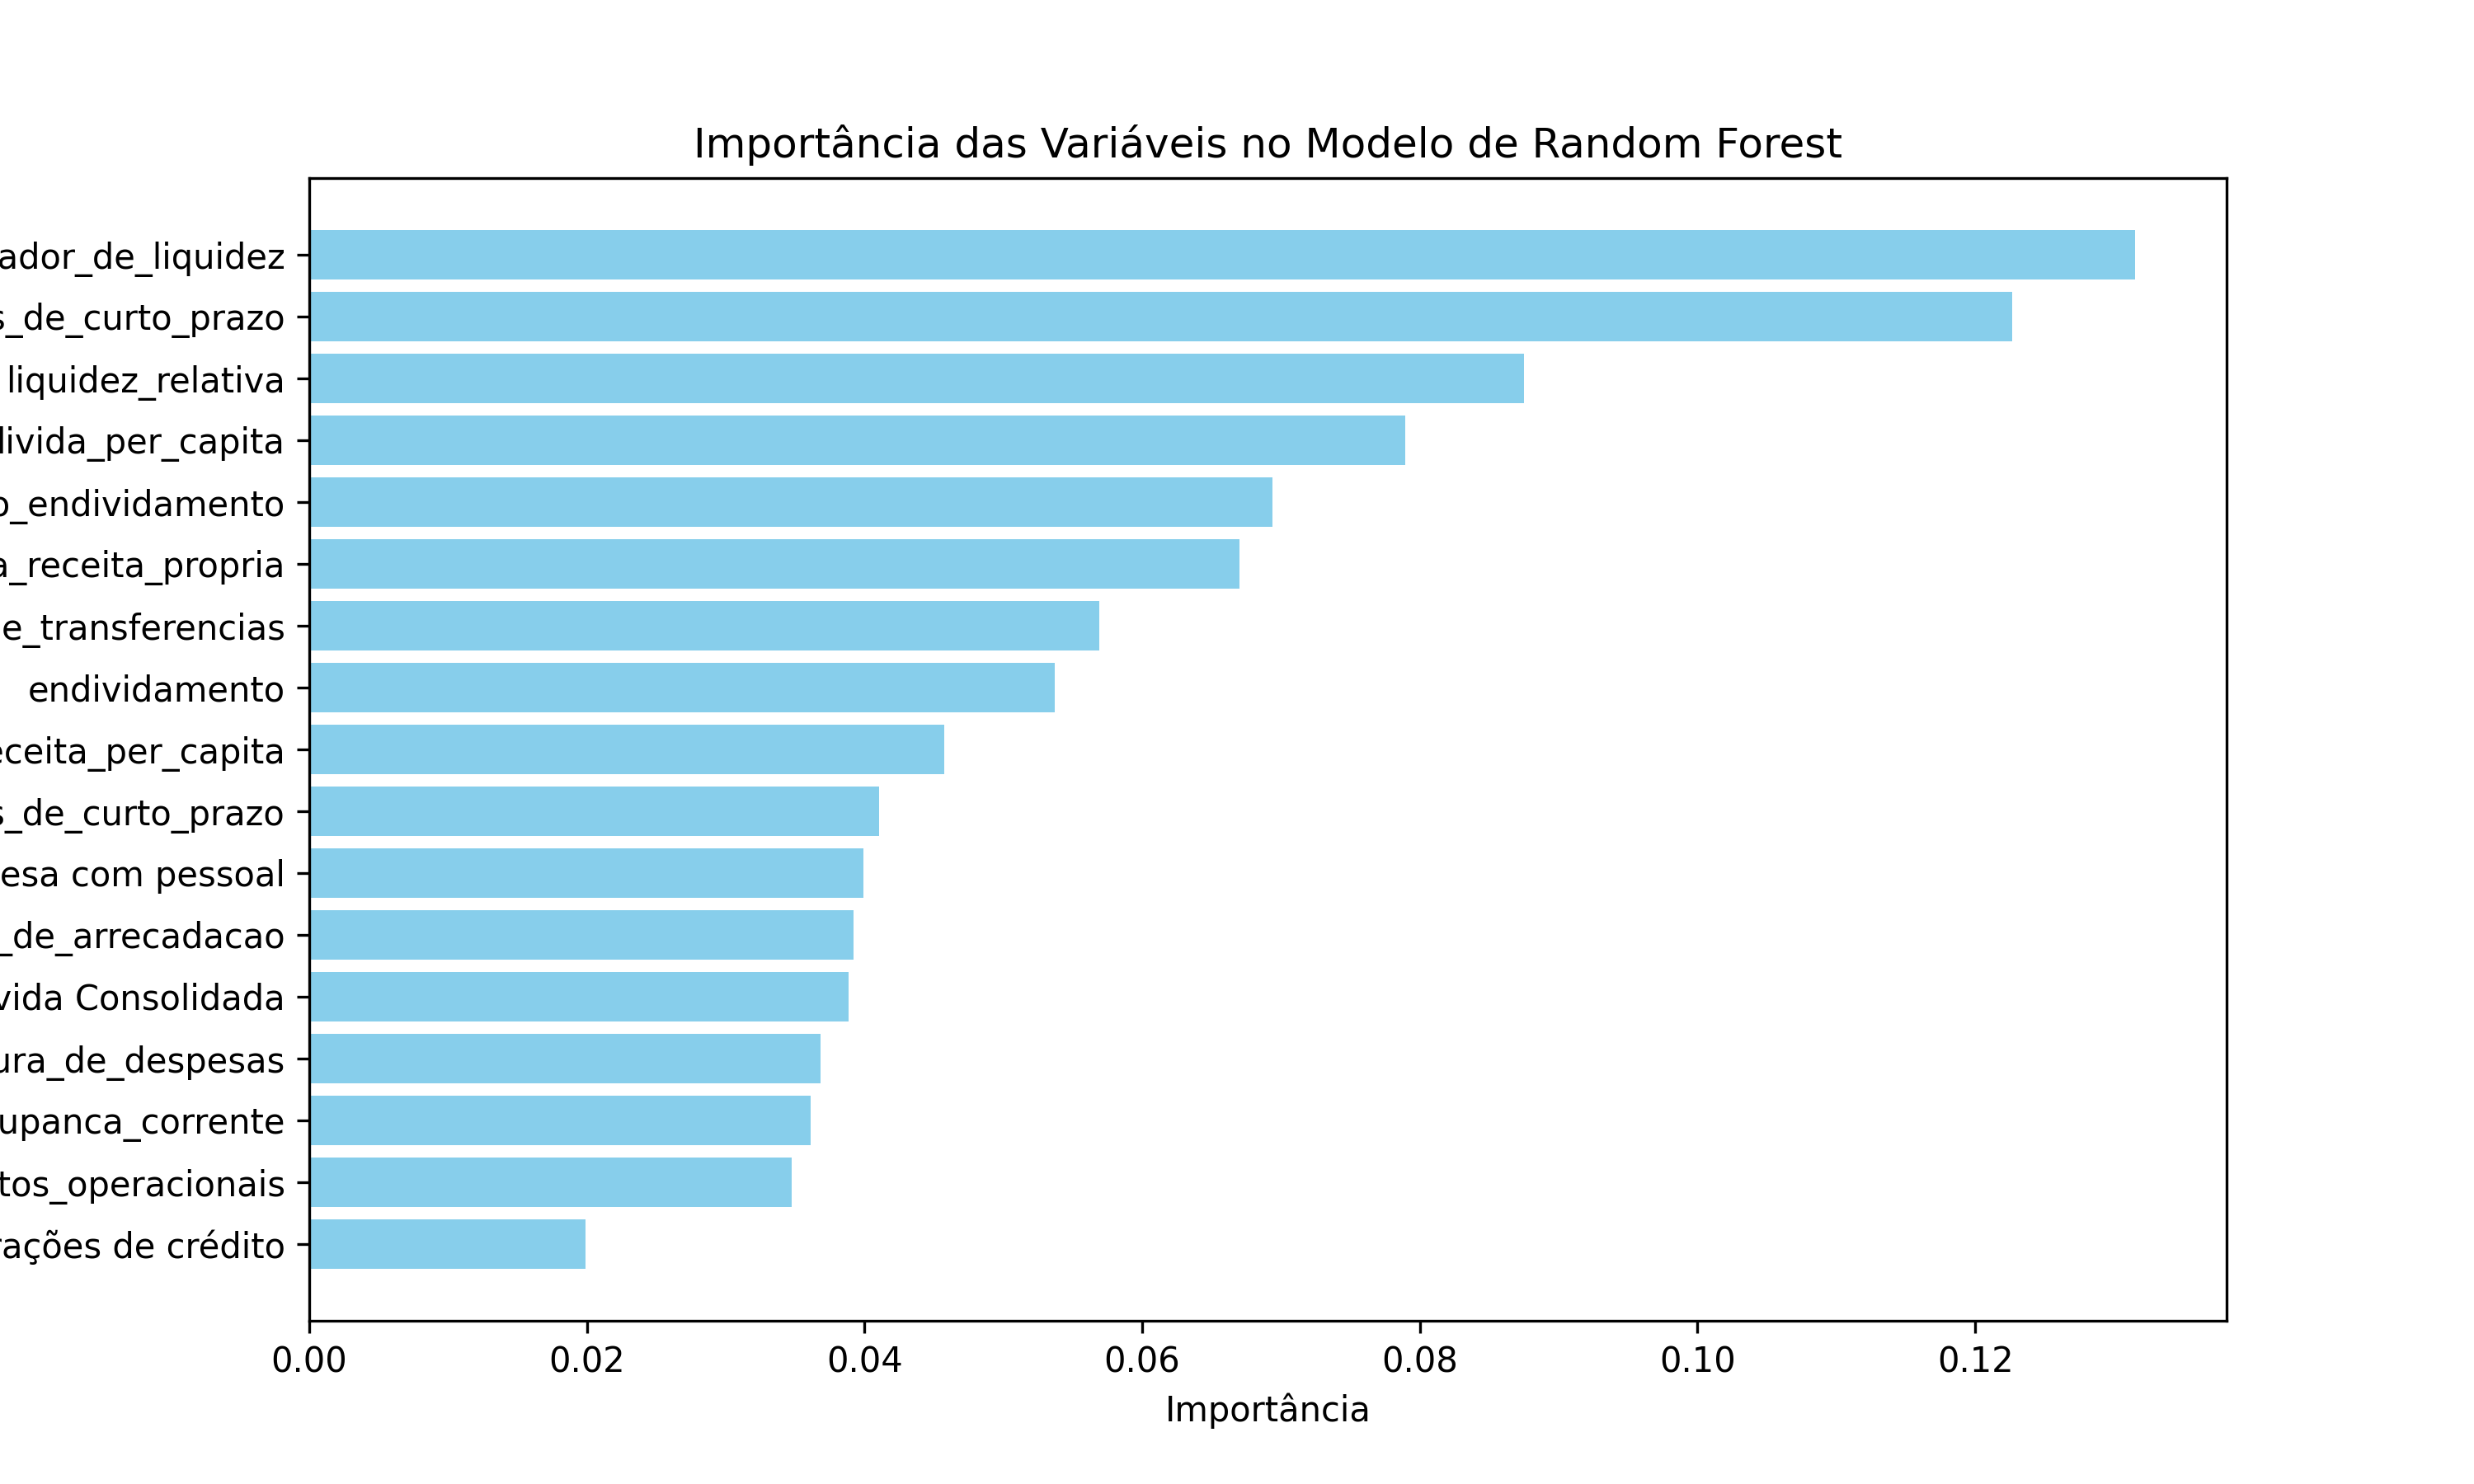 Importância das Variáveis no Modelo de Random Forest
ador_de_liquidez
s_de_curto_prazo
liquidez_relativa
livida_per_capita
o_endividamento
a_receita_propria
e_transferencias
endividamento
eceita_per_capita
s_de_curto_prazo
esa com pessoal
_de_arrecadacao
vida Consolidada
ura_de_despesas
upanca_corrente
tos_operacionais
rações de crédito
0.00 0.02 0.04 0.06 0.08 0.10 0.12
Importância